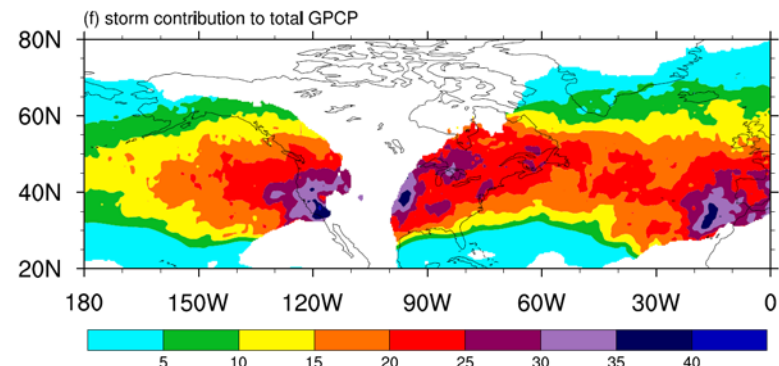 (f) storm contribution to total GPCP
80N
60N
40N
20N
180 150W 120W 90W 60W 30W 0
5 10 15 20 25 30 35 40